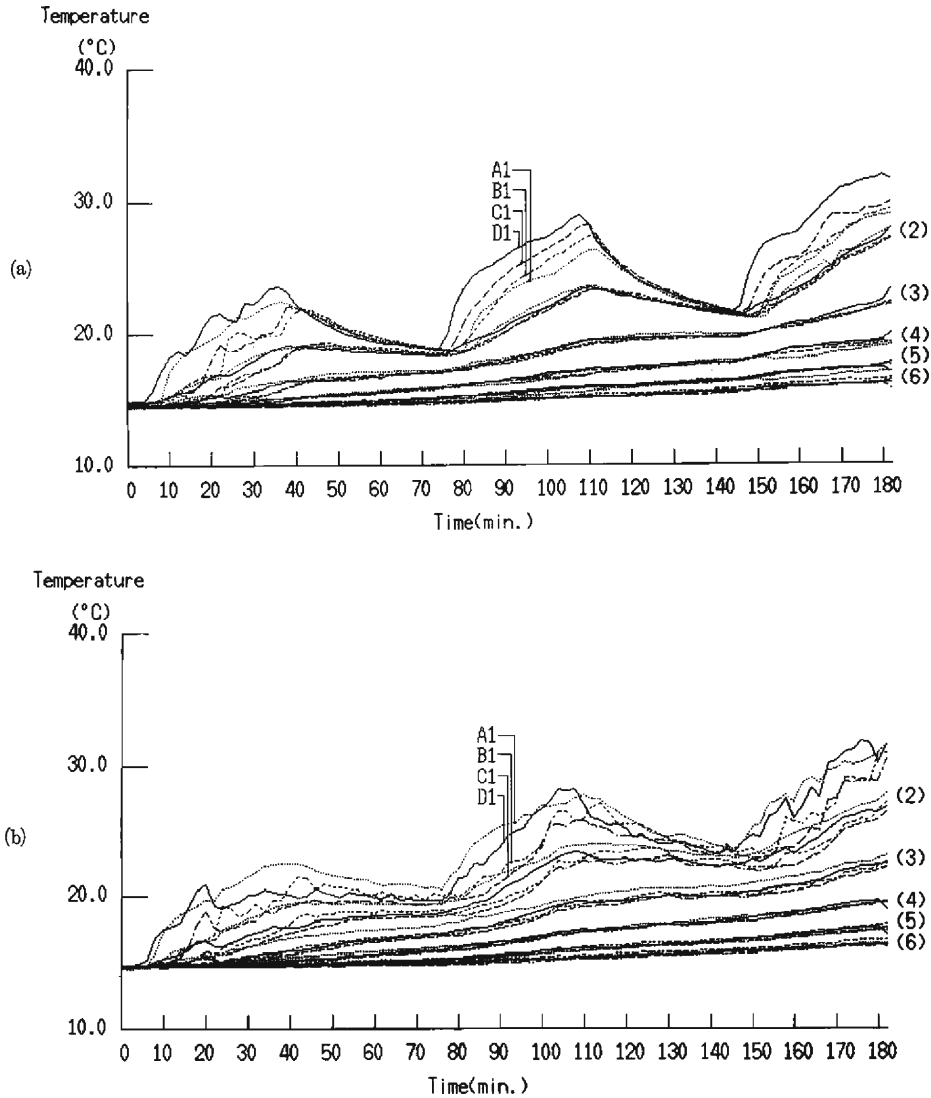 Temperature
(°C)
40.0
30.0
20.0
10.0
A1
B1
C1
D1
(2)
(3)
(4)
(5)
(6)
(a)
0 10 20 30 40 50 60 70 80 90 100 110 120 130 140 150 160 170 180
Time(min.)
Temperature
(°C)
40.0
30.0
20.0
10.0
A1
B1
C1
D1
(2)
(3)
(4)
(5)
(6)
(b)
0 10 20 30 40 50 60 70 80 90 100 110 120 130 140 150 160 170 180
Time(min.)